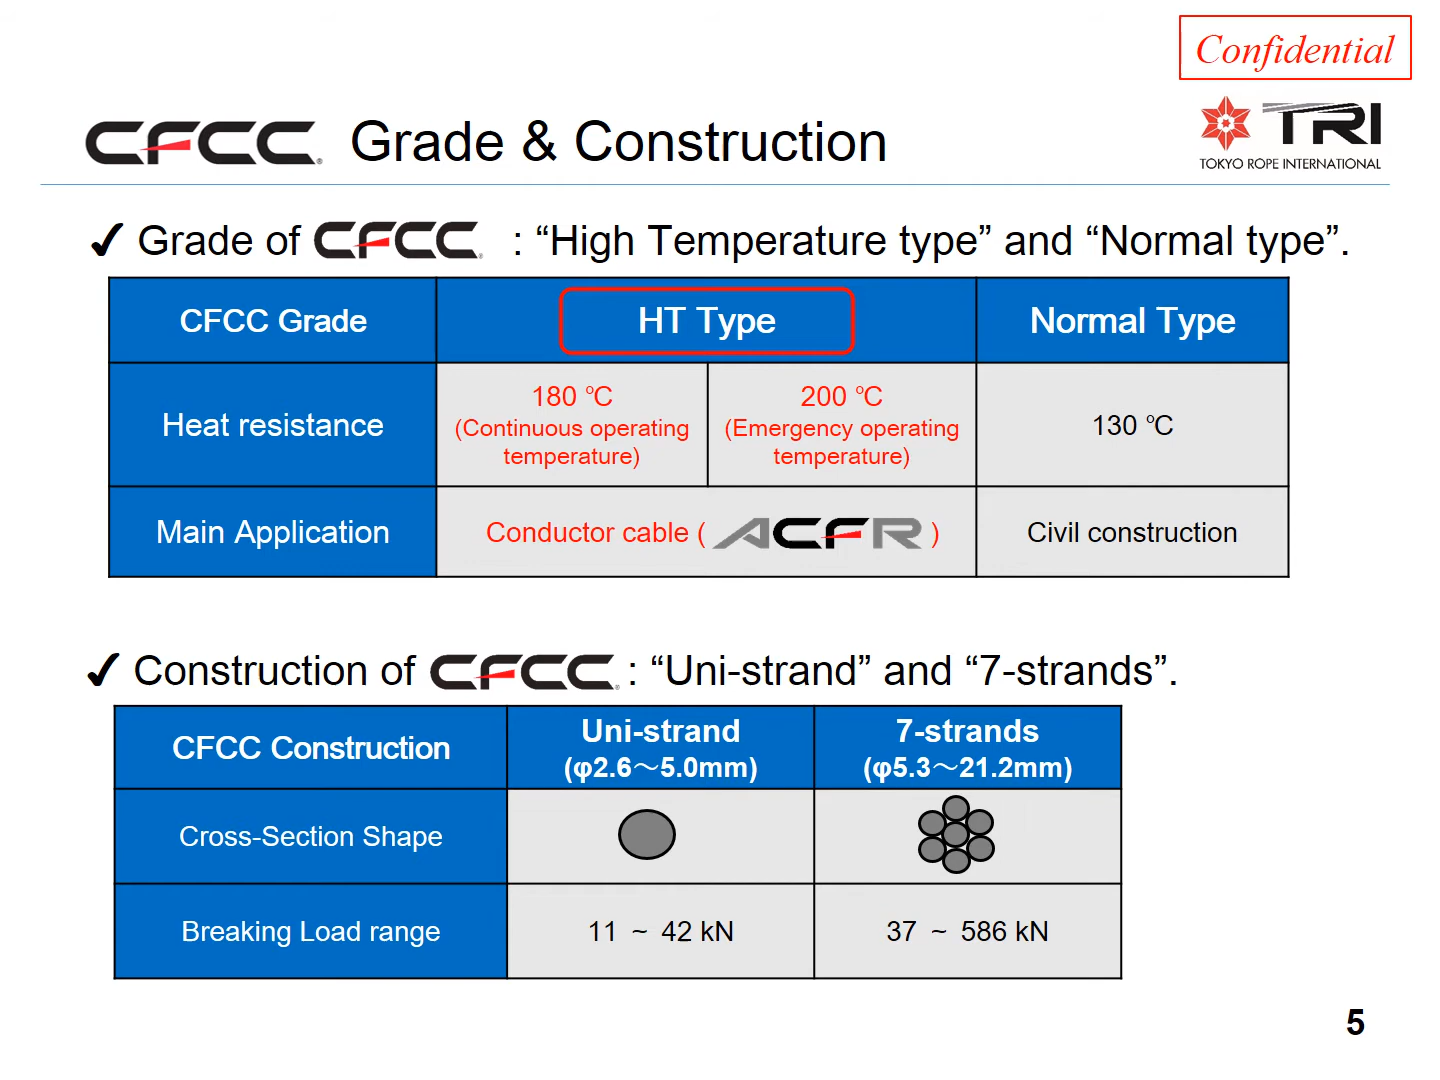 Confidential
CFCC® Grade & Construction
TRI
TOKYO ROPE INTERNATIONAL
✓ Grade of CFCC® : “High Temperature type” and “Normal type”.
CFCC Grade
HT Type
Normal Type
Heat resistance
180 ℃
(Continuous operating
temperature)
200 ℃
(Emergency operating
temperature)
130 ℃
Main Application
Conductor cable ( ACFR )
Civil construction
✓ Construction of CFCC® : “Uni-strand” and “7-strands”.
CFCC Construction
Uni-strand
(φ2.6～5.0mm)
7-strands
(φ5.3～21.2mm)
Cross-Section Shape
Breaking Load range
11 ~ 42 kN
37 ~ 586 kN
5